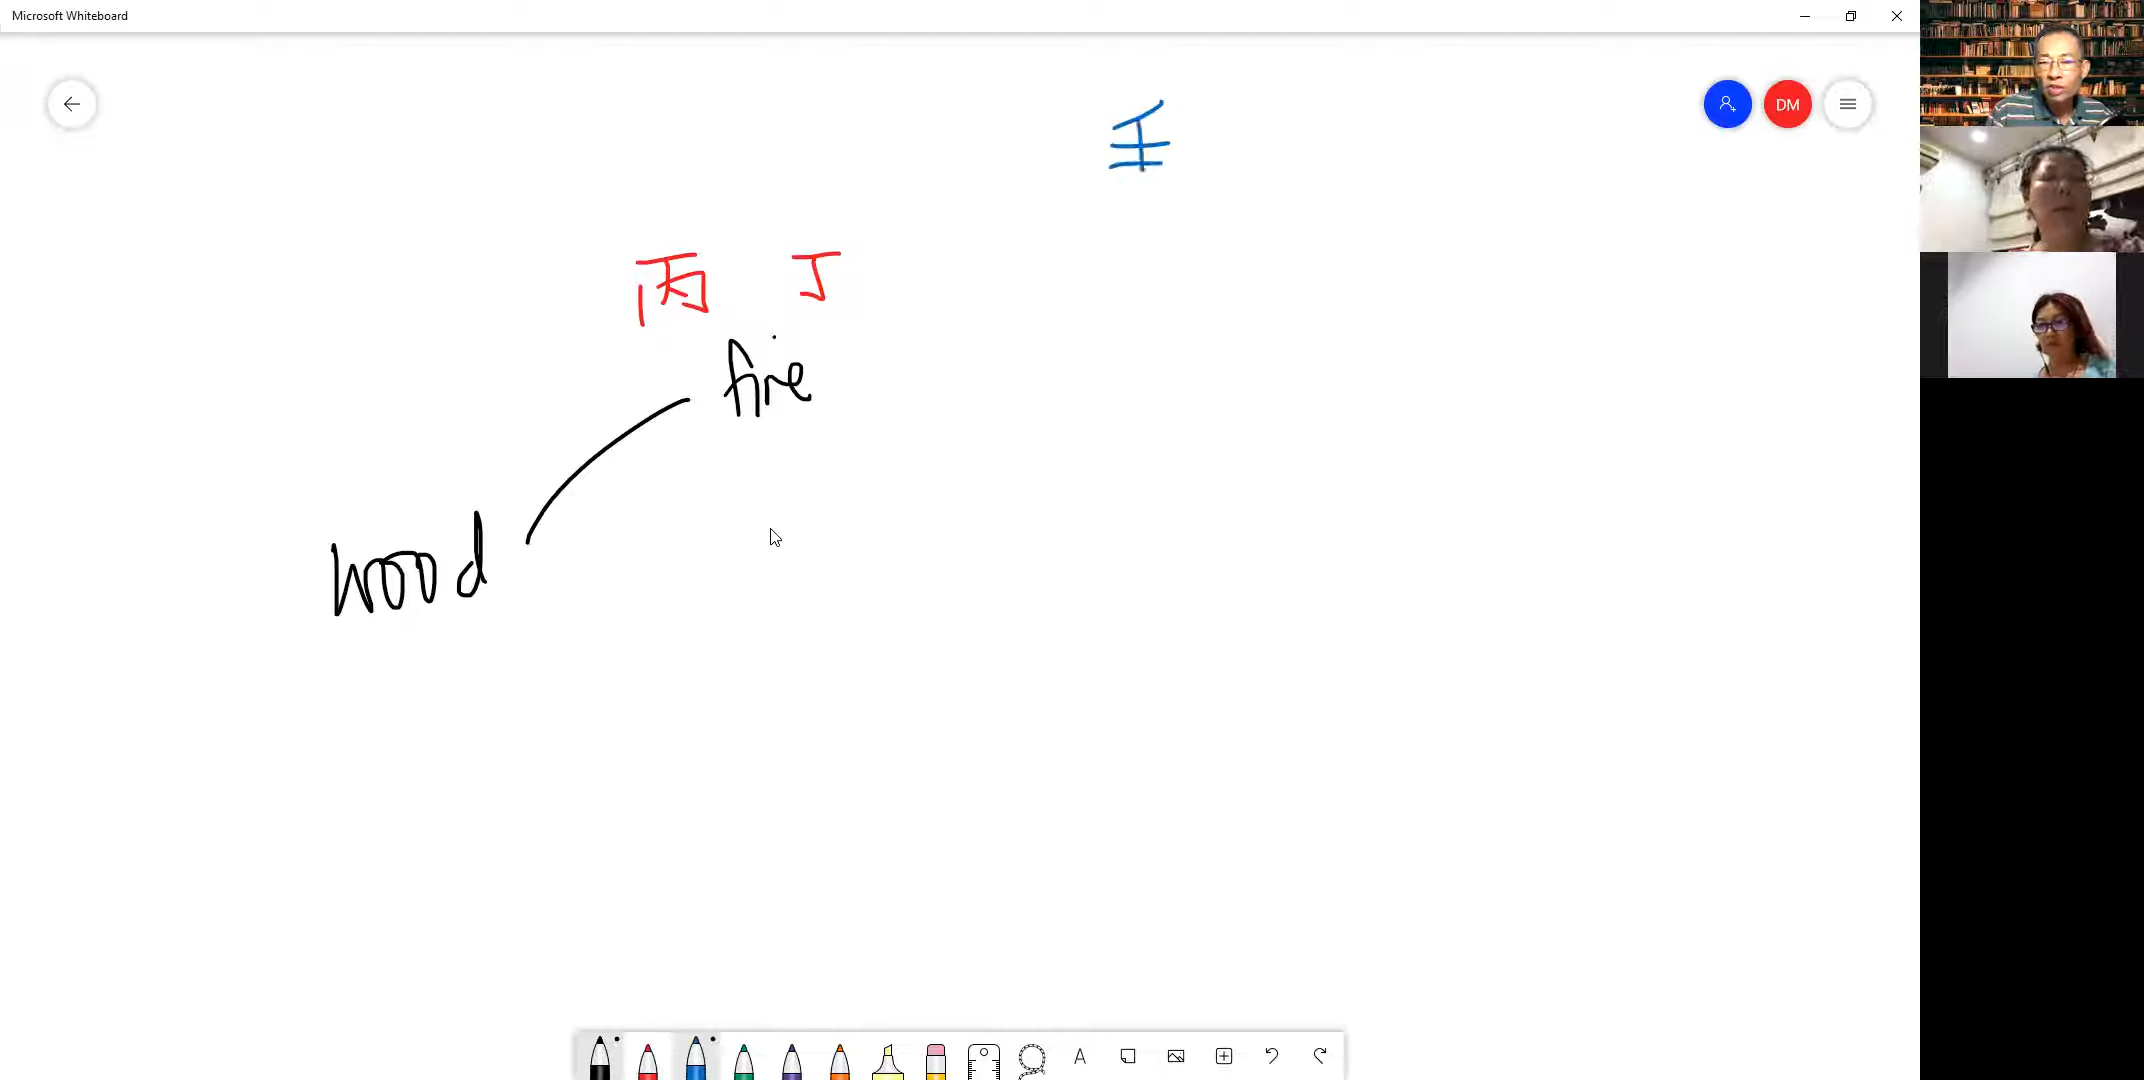 Microsoft Whiteboard
壬
DM
丙 丁
fire
wood
A